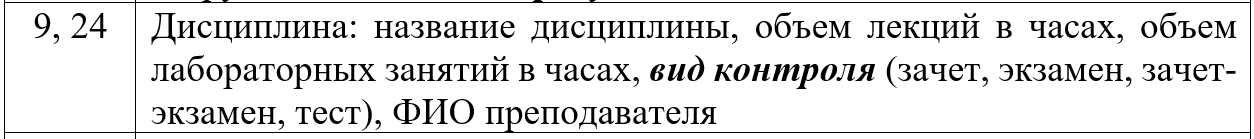 9, 24 Дисциплина: название дисциплины, объем лекций в часах, объем
лабораторных занятий в часах, вид контроля (зачет, экзамен, зачет-
экзамен, тест), ФИО преподавателя